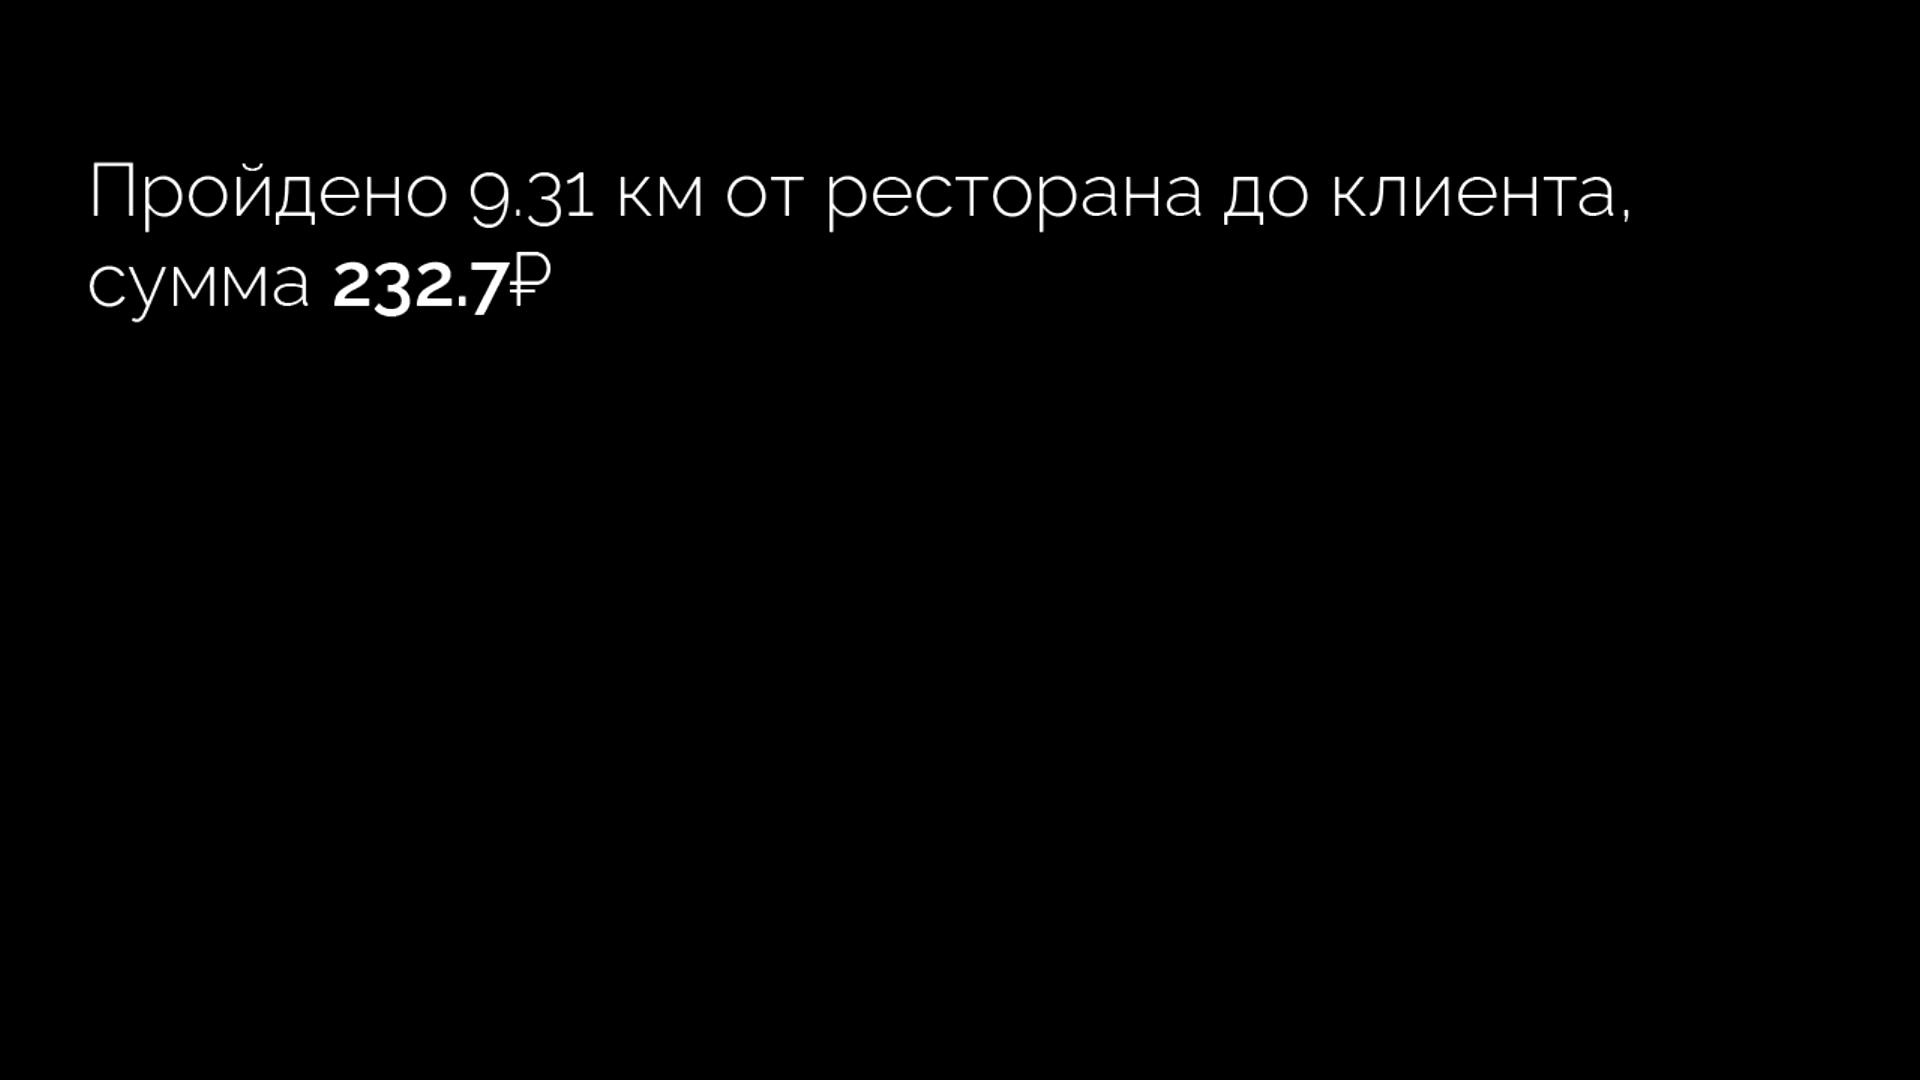 Пройдено 9.31 км от ресторана до клиента,
сумма 232.7₽